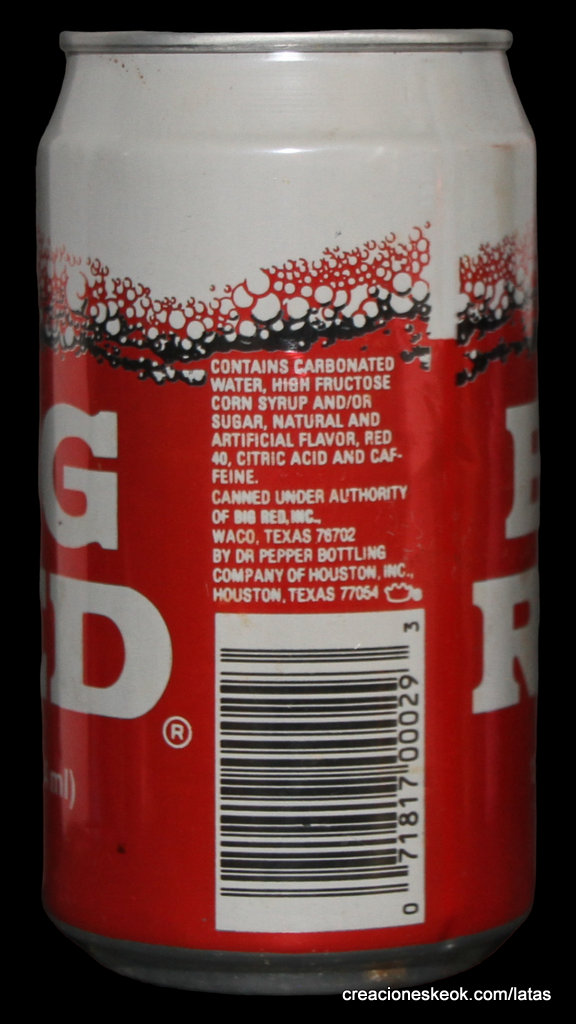 CONTAINS CARBONATED
WATER, HIGH FRUCTOSE
CORN SYRUP AND/OR
SUGAR, NATURAL AND
ARTIFICIAL FLAVOR, RED
40, CITRIC ACID AND CAF-
FEINE.
CANNED UNDER AUTHORITY
OF BIG RED, INC.,
WACO, TEXAS 76702
BY DR PEPPER BOTTLING
COMPANY OF HOUSTON, INC.,
HOUSTON, TEXAS 77054
0 71817 00029 3
G
ED
®
ml)
B
R
creacioneskeok.com/latas